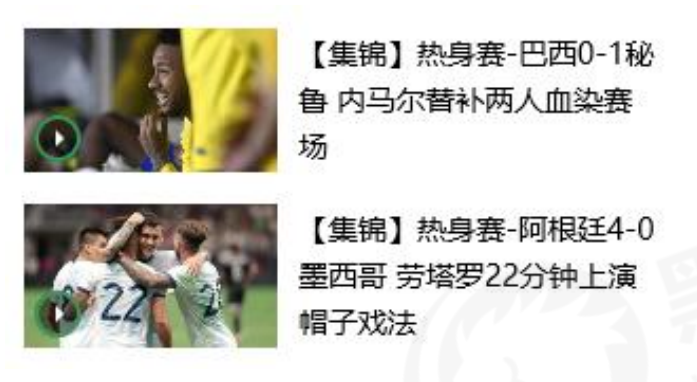 【集锦】热身赛-巴西0-1秘
鲁 内马尔替补两人血染赛
场
【集锦】热身赛-阿根廷4-0
墨西哥 劳塔罗22分钟上演
帽子戏法
22